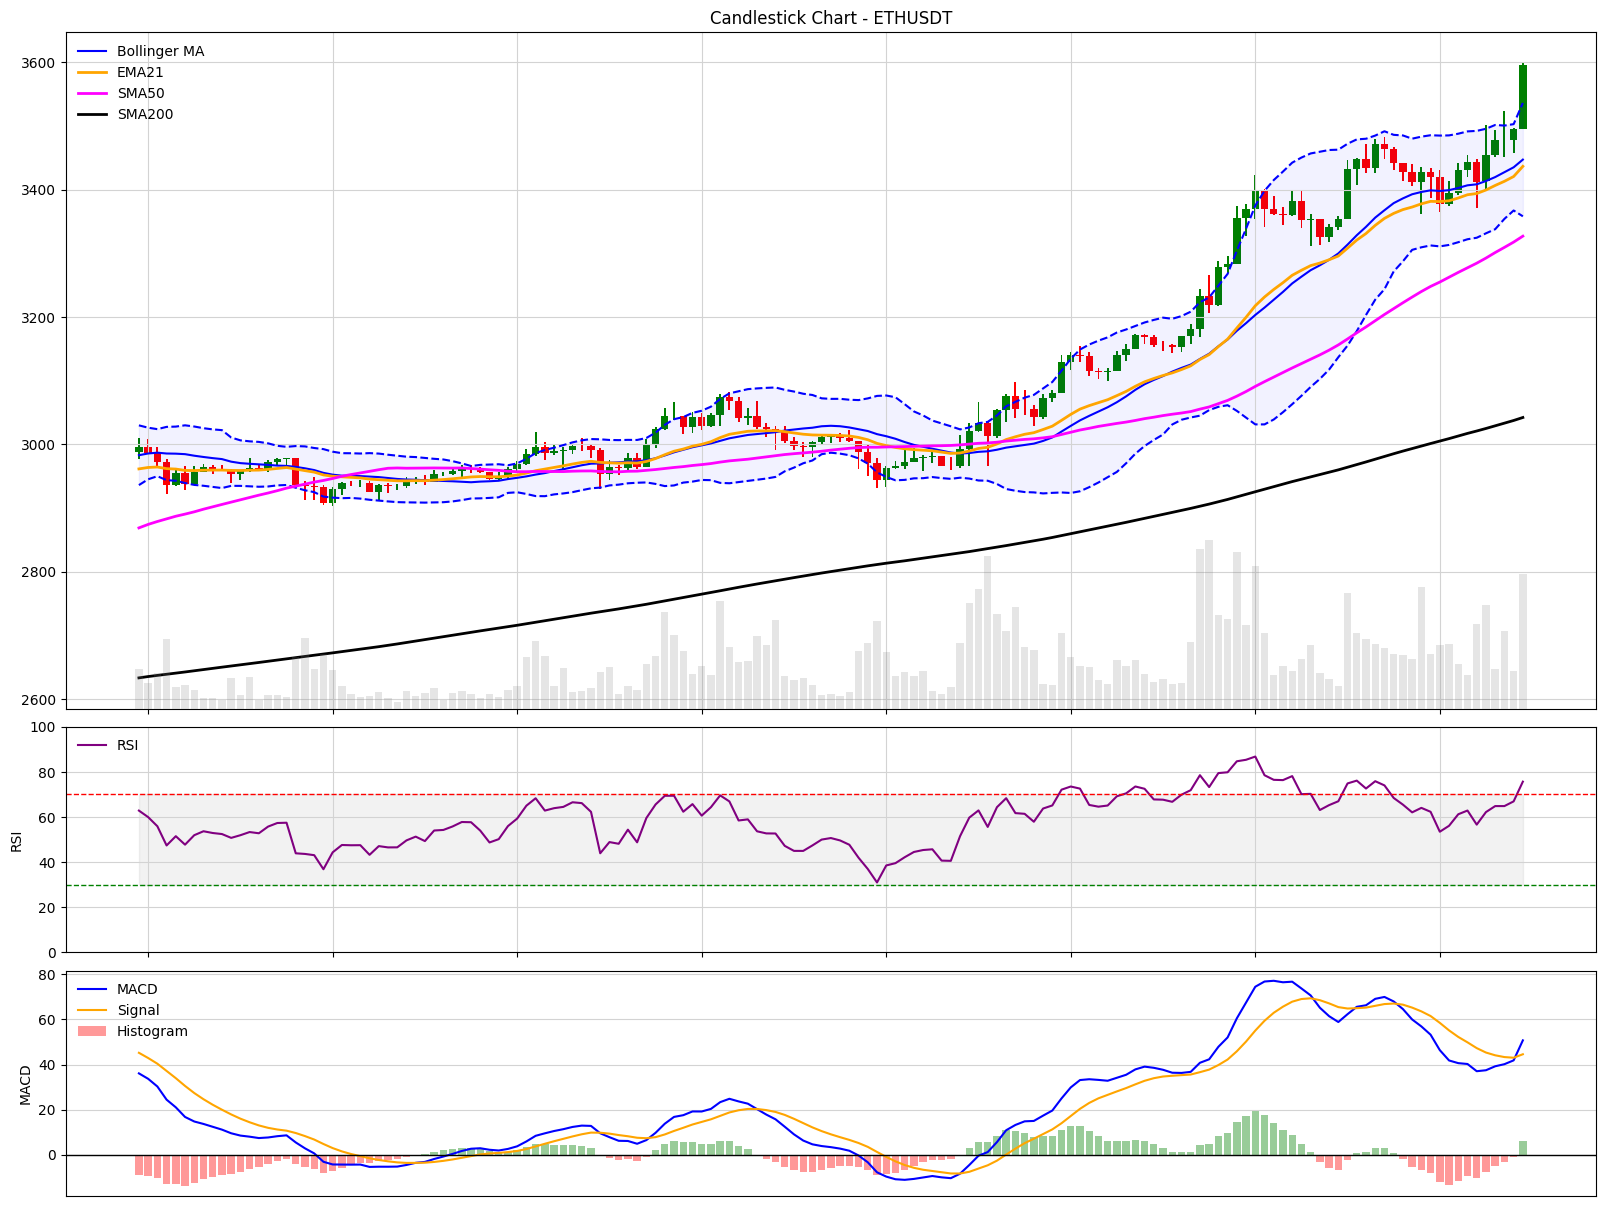 Candlestick Chart - ETHUSDT
Bollinger MA
EMA21
SMA50
SMA200
3600
3400
3200
3000
2800
2600
RSI
100
80
60
40
20
0
RSI
MACD
Signal
Histogram
80
60
40
20
0
MACD